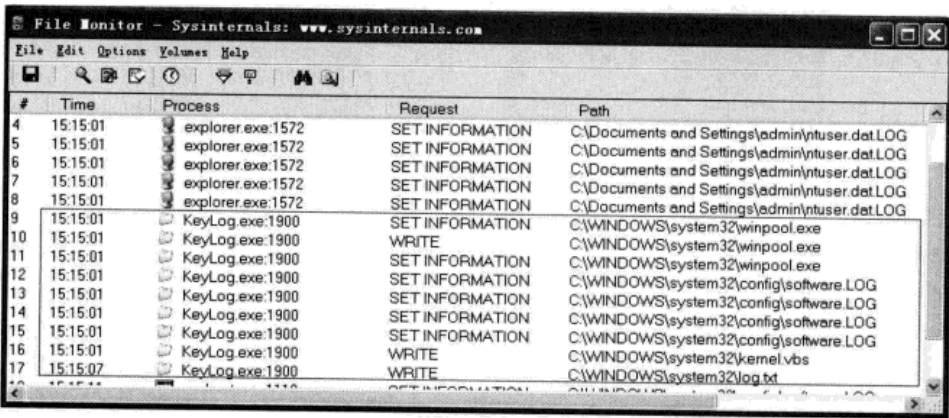 File Monitor - Sysinternals: www.sysinternals.com
File Edit Options Volumes Help
# Time Process Request Path
4 15:15:01 explorer.exe:1572 SET INFORMATION C:\Documents and Settings\admin\ntuser.dat.LOG
5 15:15:01 explorer.exe:1572 SET INFORMATION C:\Documents and Settings\admin\ntuser.dat.LOG
6 15:15:01 explorer.exe:1572 SET INFORMATION C:\Documents and Settings\admin\ntuser.dat.LOG
7 15:15:01 explorer.exe:1572 SET INFORMATION C:\Documents and Settings\admin\ntuser.dat.LOG
8 15:15:01 explorer.exe:1572 SET INFORMATION C:\Documents and Settings\admin\ntuser.dat.LOG
9 15:15:01 KeyLog.exe:1900 SET INFORMATION C:\WINDOWS\system32\winpool.exe
10 15:15:01 KeyLog.exe:1900 WRITE C:\WINDOWS\system32\winpool.exe
11 15:15:01 KeyLog.exe:1900 SET INFORMATION C:\WINDOWS\system32\winpool.exe
12 15:15:01 KeyLog.exe:1900 SET INFORMATION C:\WINDOWS\system32\config\software.LOG
13 15:15:01 KeyLog.exe:1900 SET INFORMATION C:\WINDOWS\system32\config\software.LOG
14 15:15:01 KeyLog.exe:1900 SET INFORMATION C:\WINDOWS\system32\config\software.LOG
15 15:15:01 KeyLog.exe:1900 SET INFORMATION C:\WINDOWS\system32\config\software.LOG
16 15:15:01 KeyLog.exe:1900 WRITE C:\WINDOWS\system32\kernel.vbs
17 15:15:07 KeyLog.exe:1900 WRITE C:\WINDOWS\system32\log.txt